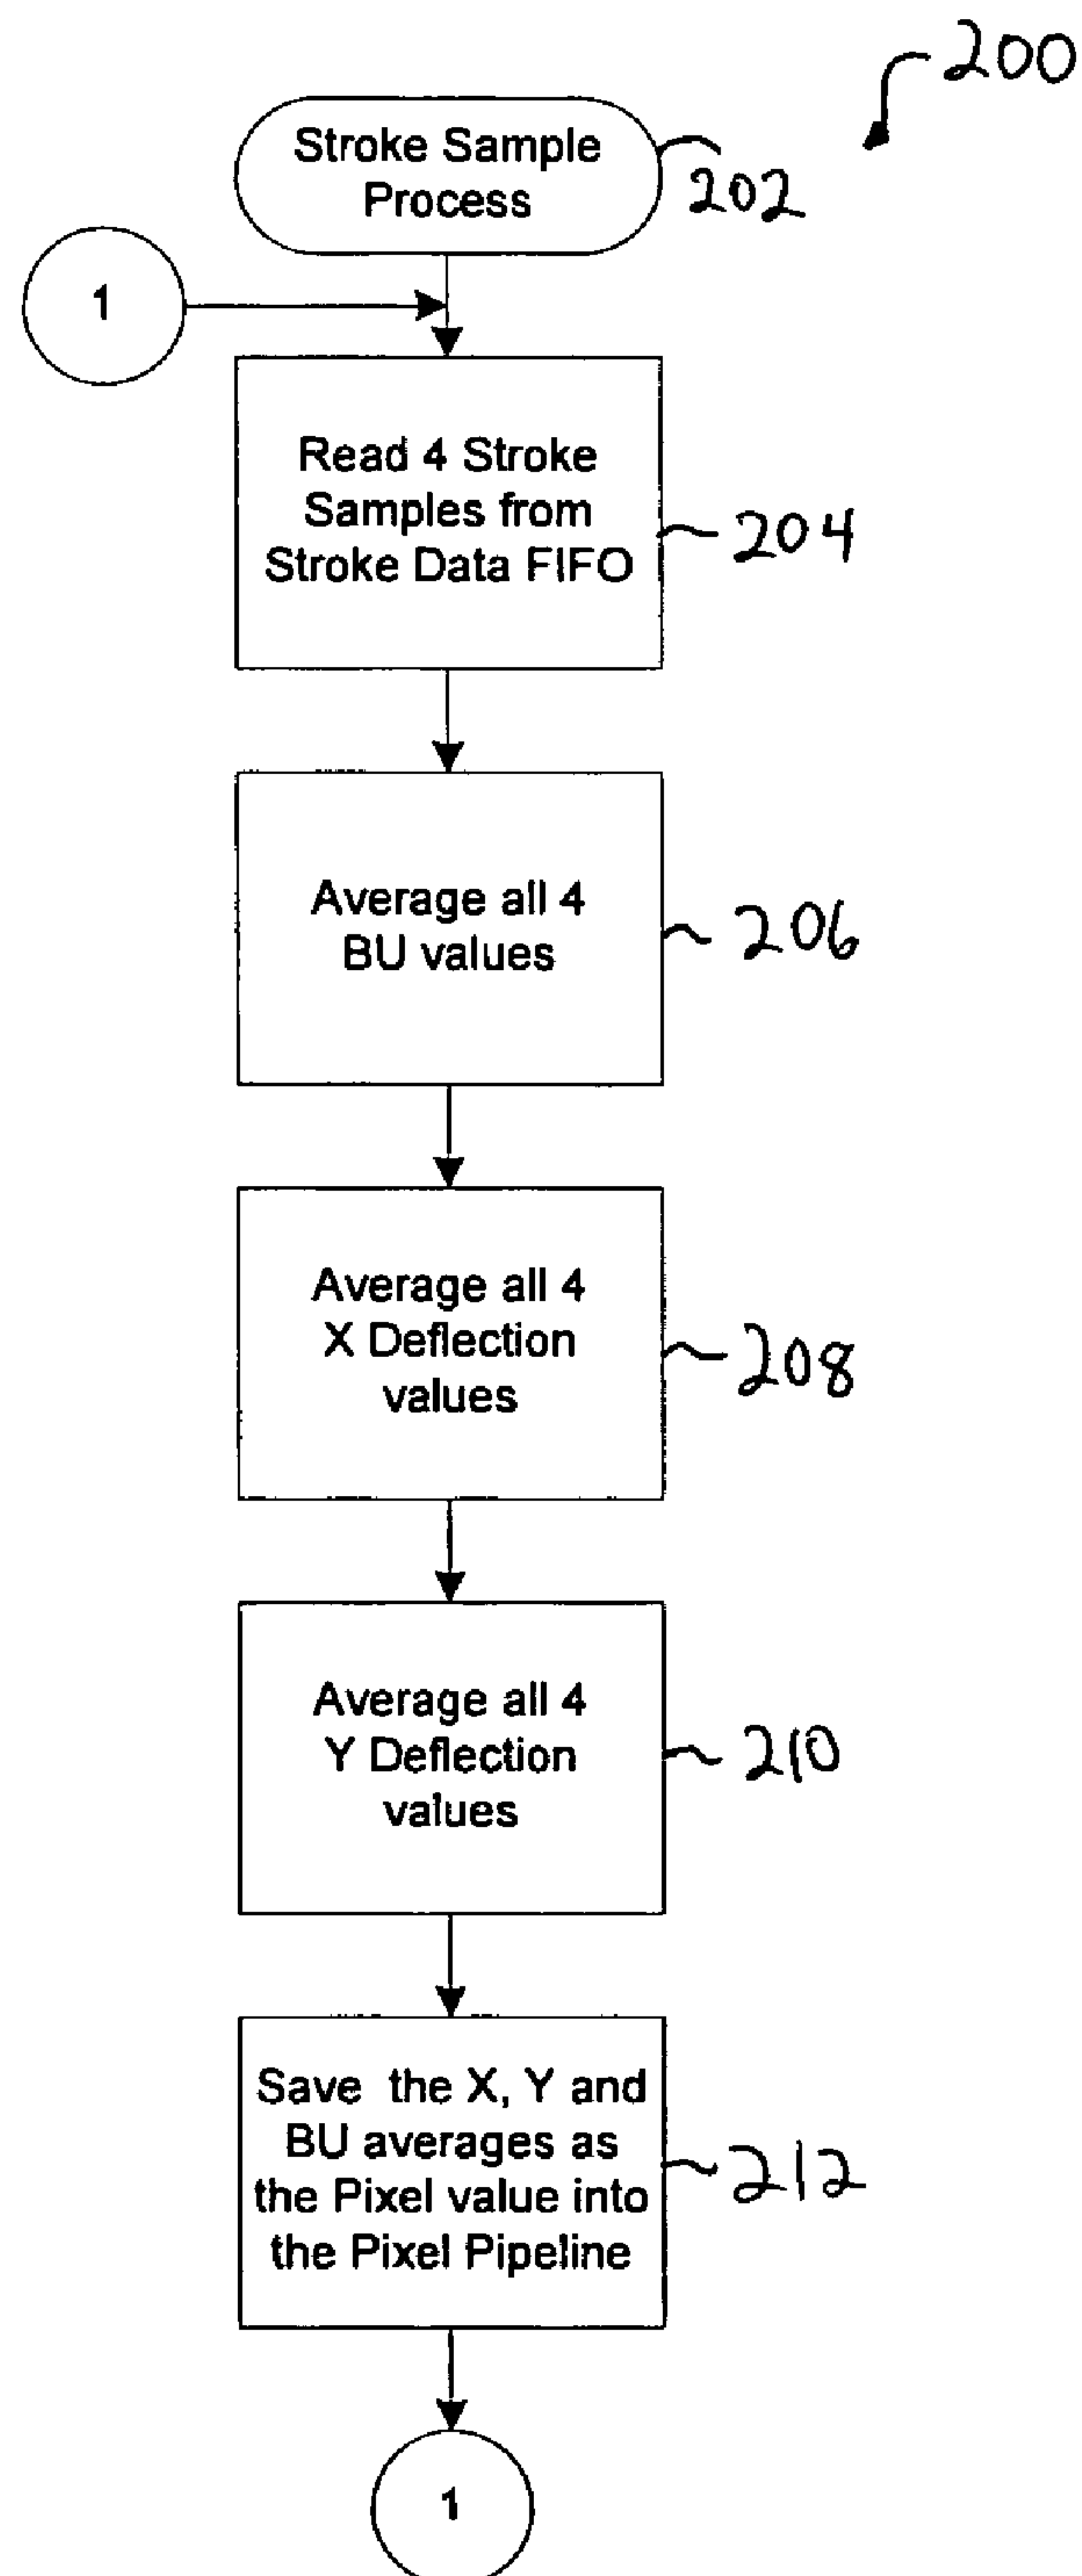 200
Stroke Sample
Process
202
1
Read 4 Stroke
Samples from
Stroke Data FIFO
204
Average all 4
BU values
206
Average all 4
X Deflection
values
208
Average all 4
Y Deflection
values
210
Save the X, Y and
BU averages as
the Pixel value into
the Pixel Pipeline
212
1